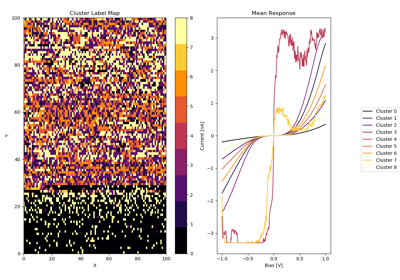 Cluster Label Map
100
80
60
40
20
0
0 20 40 60 80 100
X
Y
8
7
6
5
4
3
2
1
0
Mean Response
Current [nA]
3
2
1
0
−1
−2
−3
−1.0 −0.5 0.0 0.5 1.0
Bias [V]
Cluster 0
Cluster 1
Cluster 2
Cluster 3
Cluster 4
Cluster 5
Cluster 6
Cluster 7
Cluster 8